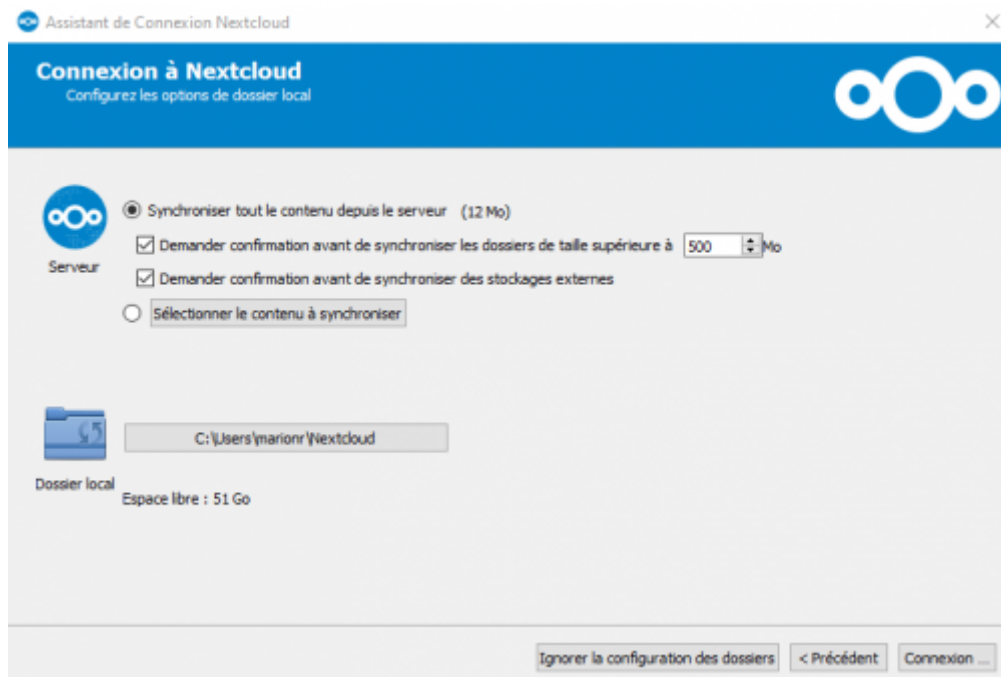 Assistant de Connexion Nextcloud
Connexion à Nextcloud
Configurez les options de dossier local
Synchroniser tout le contenu depuis le serveur (12 Mo)
Demander confirmation avant de synchroniser les dossiers de taille supérieure à 500 Mo
Serveur
Demander confirmation avant de synchroniser des stockages externes
Sélectionner le contenu à synchroniser
C:\Users\marionr\Nextcloud
Dossier local
Espace libre : 51 Go
Ignorer la configuration des dossiers < Précédent Connexion ...